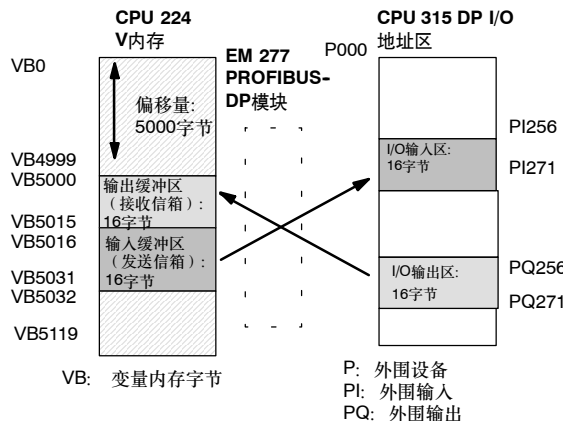 CPU 224
V内存
VB0
偏移量:
5000字节
VB4999
VB5000
输出缓冲区
（接收信箱）:
16字节
VB5015
VB5016
输入缓冲区
（发送信箱）:
16字节
VB5031
VB5032
VB5119
VB: 变量内存字节
EM 277
PROFIBUS-
DP模块
CPU 315 DP I/O
地址区
P000
PI256
I/O输入区:
16字节
PI271
PQ256
I/O输出区:
16字节
PQ271
P: 外围设备
PI: 外围输入
PQ: 外围输出